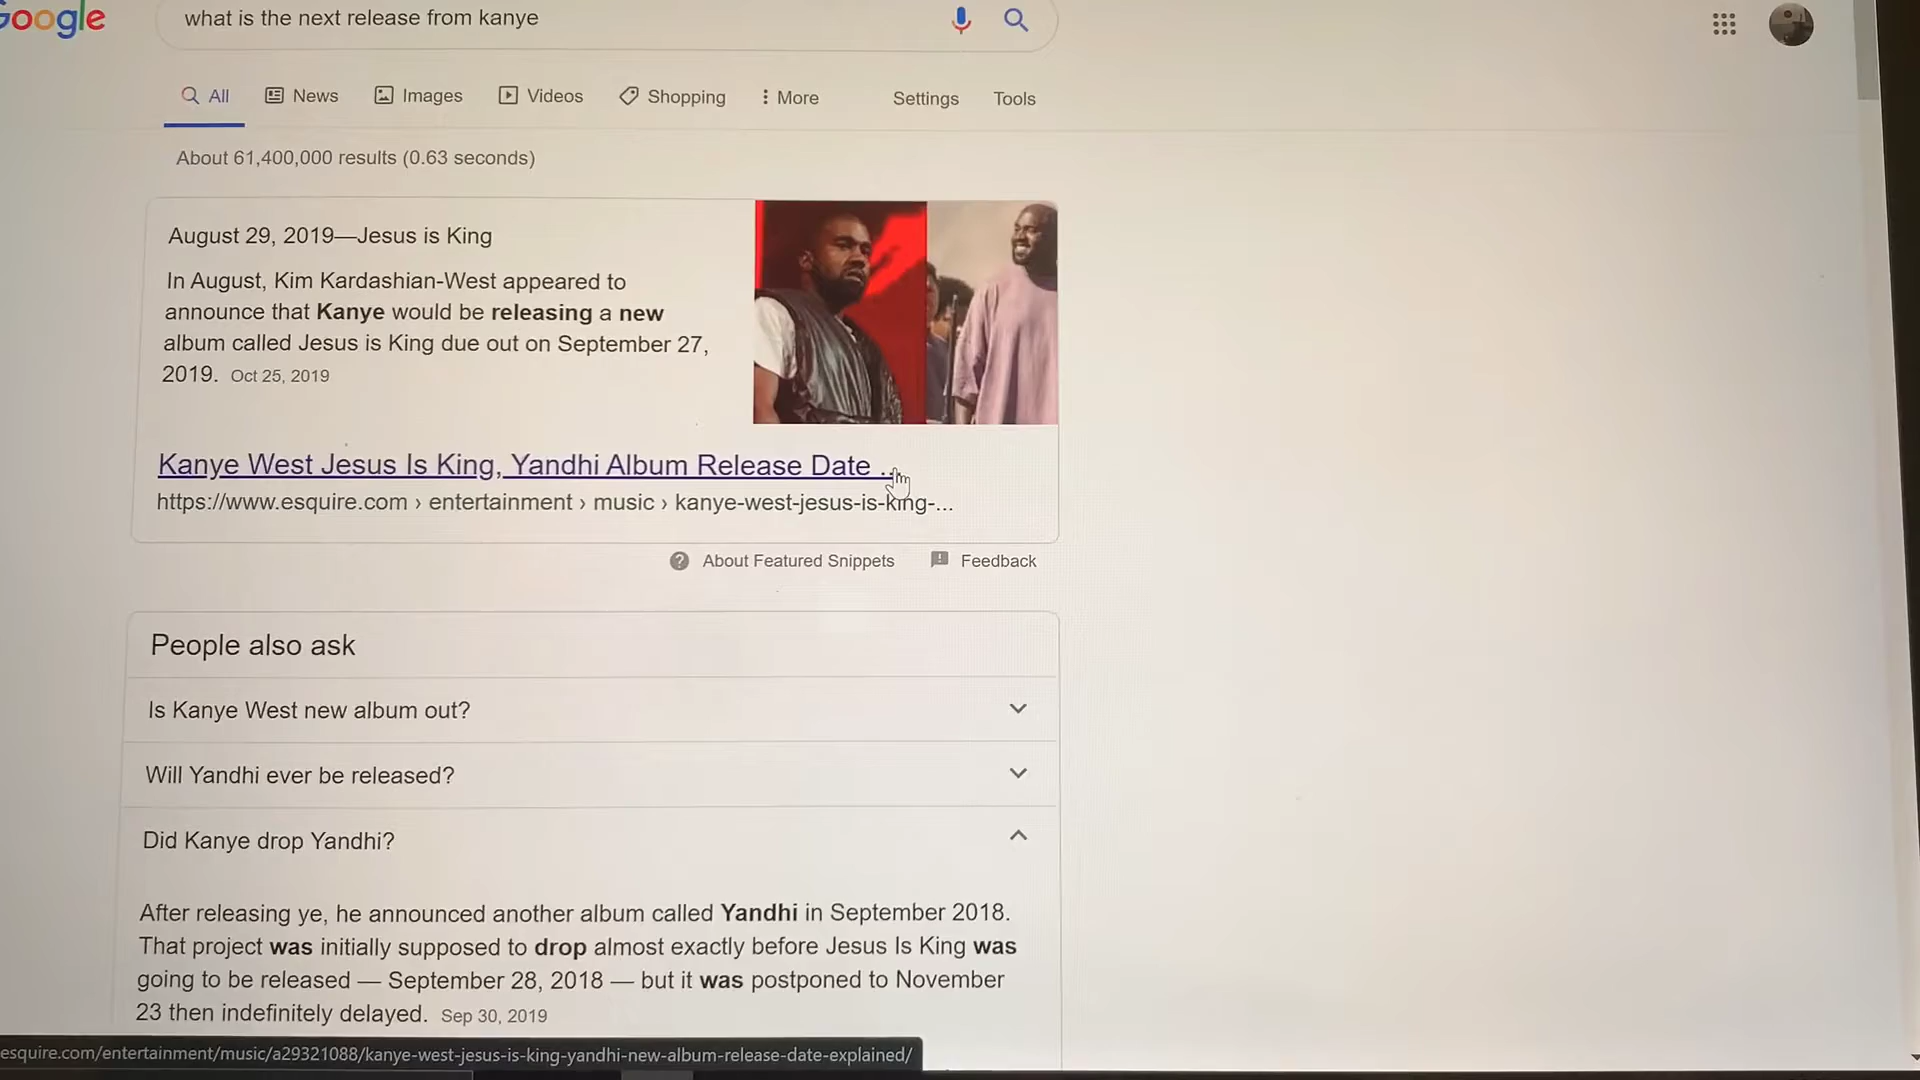 Google
what is the next release from kanye
All News Images Videos Shopping More Settings Tools
About 61,400,000 results (0.63 seconds)
August 29, 2019—Jesus is King
In August, Kim Kardashian-West appeared to
announce that Kanye would be releasing a new
album called Jesus is King due out on September 27,
2019. Oct 25, 2019
Kanye West Jesus Is King, Yandhi Album Release Date ...
https://www.esquire.com › entertainment › music › kanye-west-jesus-is-king-...
About Featured Snippets Feedback
People also ask
Is Kanye West new album out?
Will Yandhi ever be released?
Did Kanye drop Yandhi?
After releasing ye, he announced another album called Yandhi in September 2018.
That project was initially supposed to drop almost exactly before Jesus Is King was
going to be released — September 28, 2018 — but it was postponed to November
23 then indefinitely delayed. Sep 30, 2019
esquire.com/entertainment/music/a29321088/kanye-west-jesus-is-king-yandhi-new-album-release-date-explained/